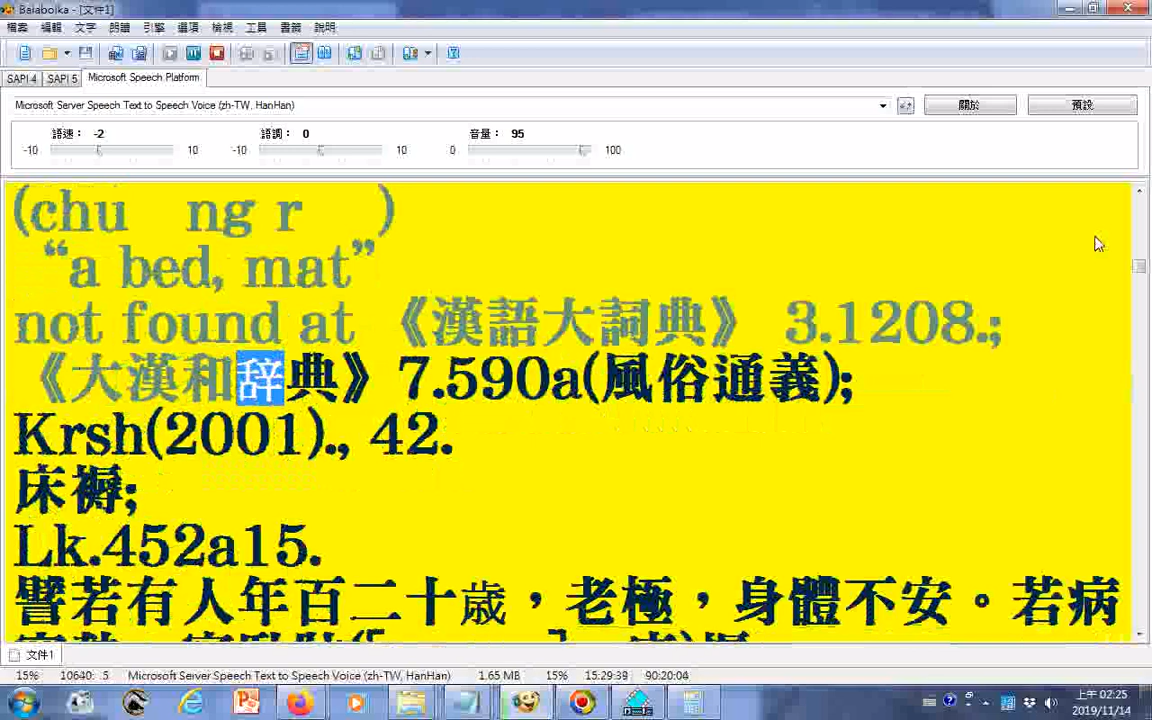 Balabolka - [文件1]
檔案 編輯 文字 朗讀 引擎 選項 檢視 工具 書籤 說明
SAPI 4 SAPI 5 Microsoft Speech Platform
Microsoft Server Speech Text to Speech Voice (zh-TW, HanHan) 關於 預設
語速： -2 語調： 0 音量： 95
-10 10 -10 10 0 100
(chu ng r )
“a bed, mat”
not found at 《漢語大詞典》 3.1208.;
《大漢和辞典》 7.590a(風俗通義);
Krsh(2001)., 42.
床褥;
Lk.452a15.
譬若有人年百二十歳，老極，身體不安。若病
文件1
15% 10640: 5 Microsoft Server Speech Text to Speech Voice (zh-TW, HanHan) 1.65 MB 15% 15:29:39 90:20:04
上午 02:25
2019/11/14